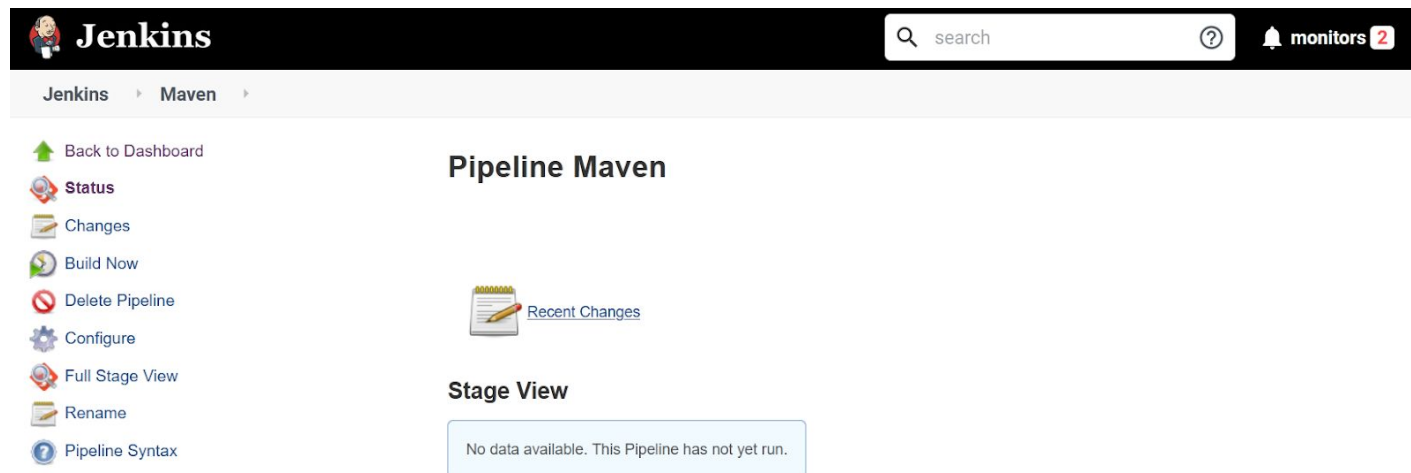 Jenkins
search
monitors 2
Jenkins
Maven
Back to Dashboard
Status
Changes
Build Now
Delete Pipeline
Configure
Full Stage View
Rename
Pipeline Syntax
Pipeline Maven
Recent Changes
Stage View
No data available. This Pipeline has not yet run.